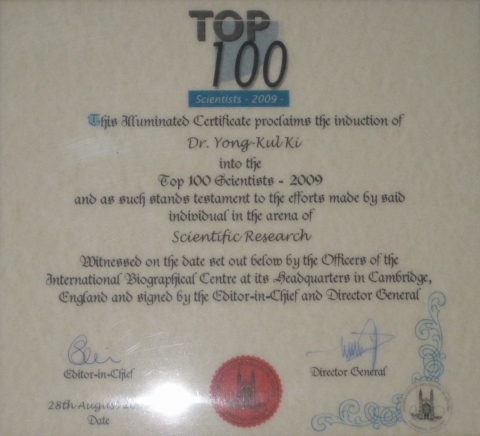 TOP
100
Scientists - 2009 -
This Illuminated Certificate proclaims the induction of
Dr. Yong-Kul Ki
into the
Top 100 Scientists - 2009
and as such stands testament to the efforts made by said
individual in the arena of
Scientific Research
Witnessed on the date set out below by the Officers of the
International Biographical Centre at its Headquarters in Cambridge,
England and signed by the Editor-in-Chief and Director General
Editor-in-Chief
Director General
28th August
Date